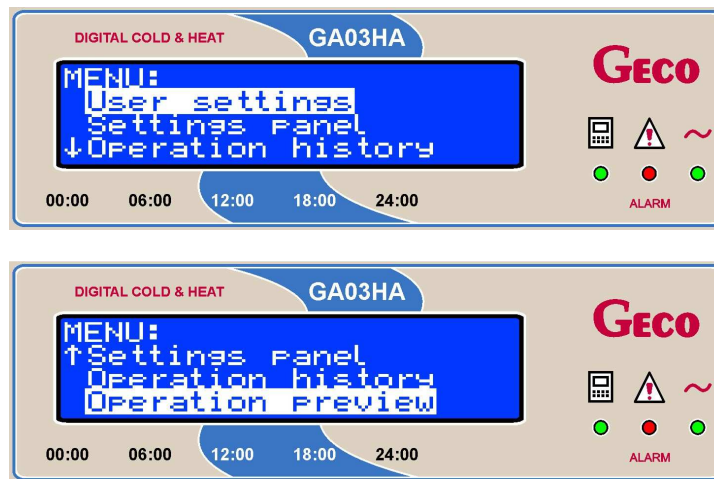 DIGITAL COLD & HEAT GA03HA
GECO
MENU:
User settings
Settings panel
↓Operation history
00:00 06:00 12:00 18:00 24:00
ALARM
DIGITAL COLD & HEAT GA03HA
GECO
MENU:
↑Settings panel
Operation history
Operation preview
00:00 06:00 12:00 18:00 24:00
ALARM